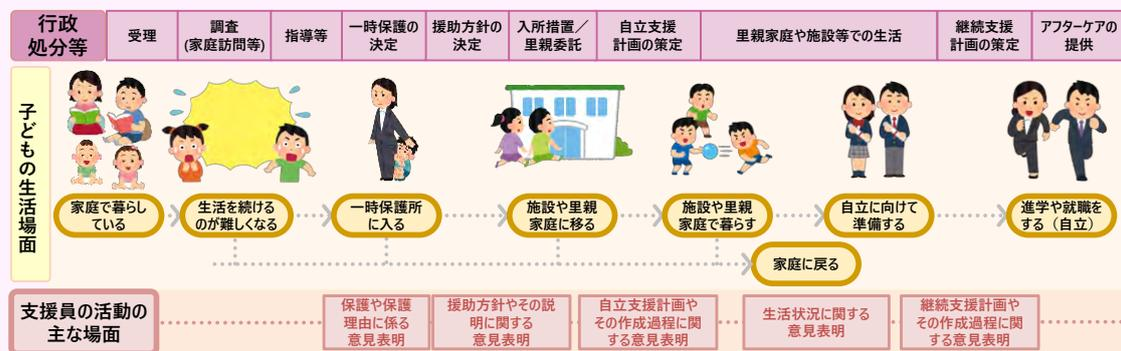 行政
処分等
受理
調査
(家庭訪問等)
指導等
一時保護の
決定
援助方針の
決定
入所措置／
里親委託
自立支援
計画の策定
里親家庭や施設等での生活
継続支援
計画の策定
アフターケアの
提供
子どもの生活場面
家庭で暮らし
ている
生活を続ける
のが難しくなる
一時保護所
に入る
施設や里親
家庭に移る
施設や里親
家庭で暮らす
自立に向けて
準備する
進学や就職を
する（自立）
家庭に戻る
支援員の活動の
主な場面
保護や保護
理由に係る
意見表明
援助方針やその説
明に関する
意見表明
自立支援計画や
その作成過程に関
する意見表明
生活状況に関する
意見表明
継続支援計画や
その作成過程に関
する意見表明